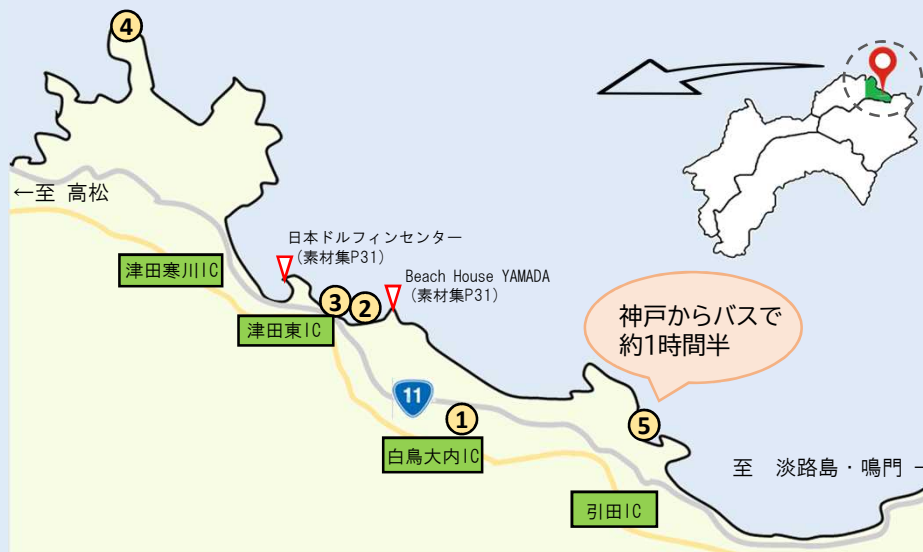 ④
←至 高松
日本ドルフィンセンター
（素材集P31）
津田寒川IC
Beach House YAMADA
（素材集P31）
③
②
津田東IC
神戸からバスで
約1時間半
11
①
⑤
白鳥大内IC
至 淡路島・鳴門 →
引田IC